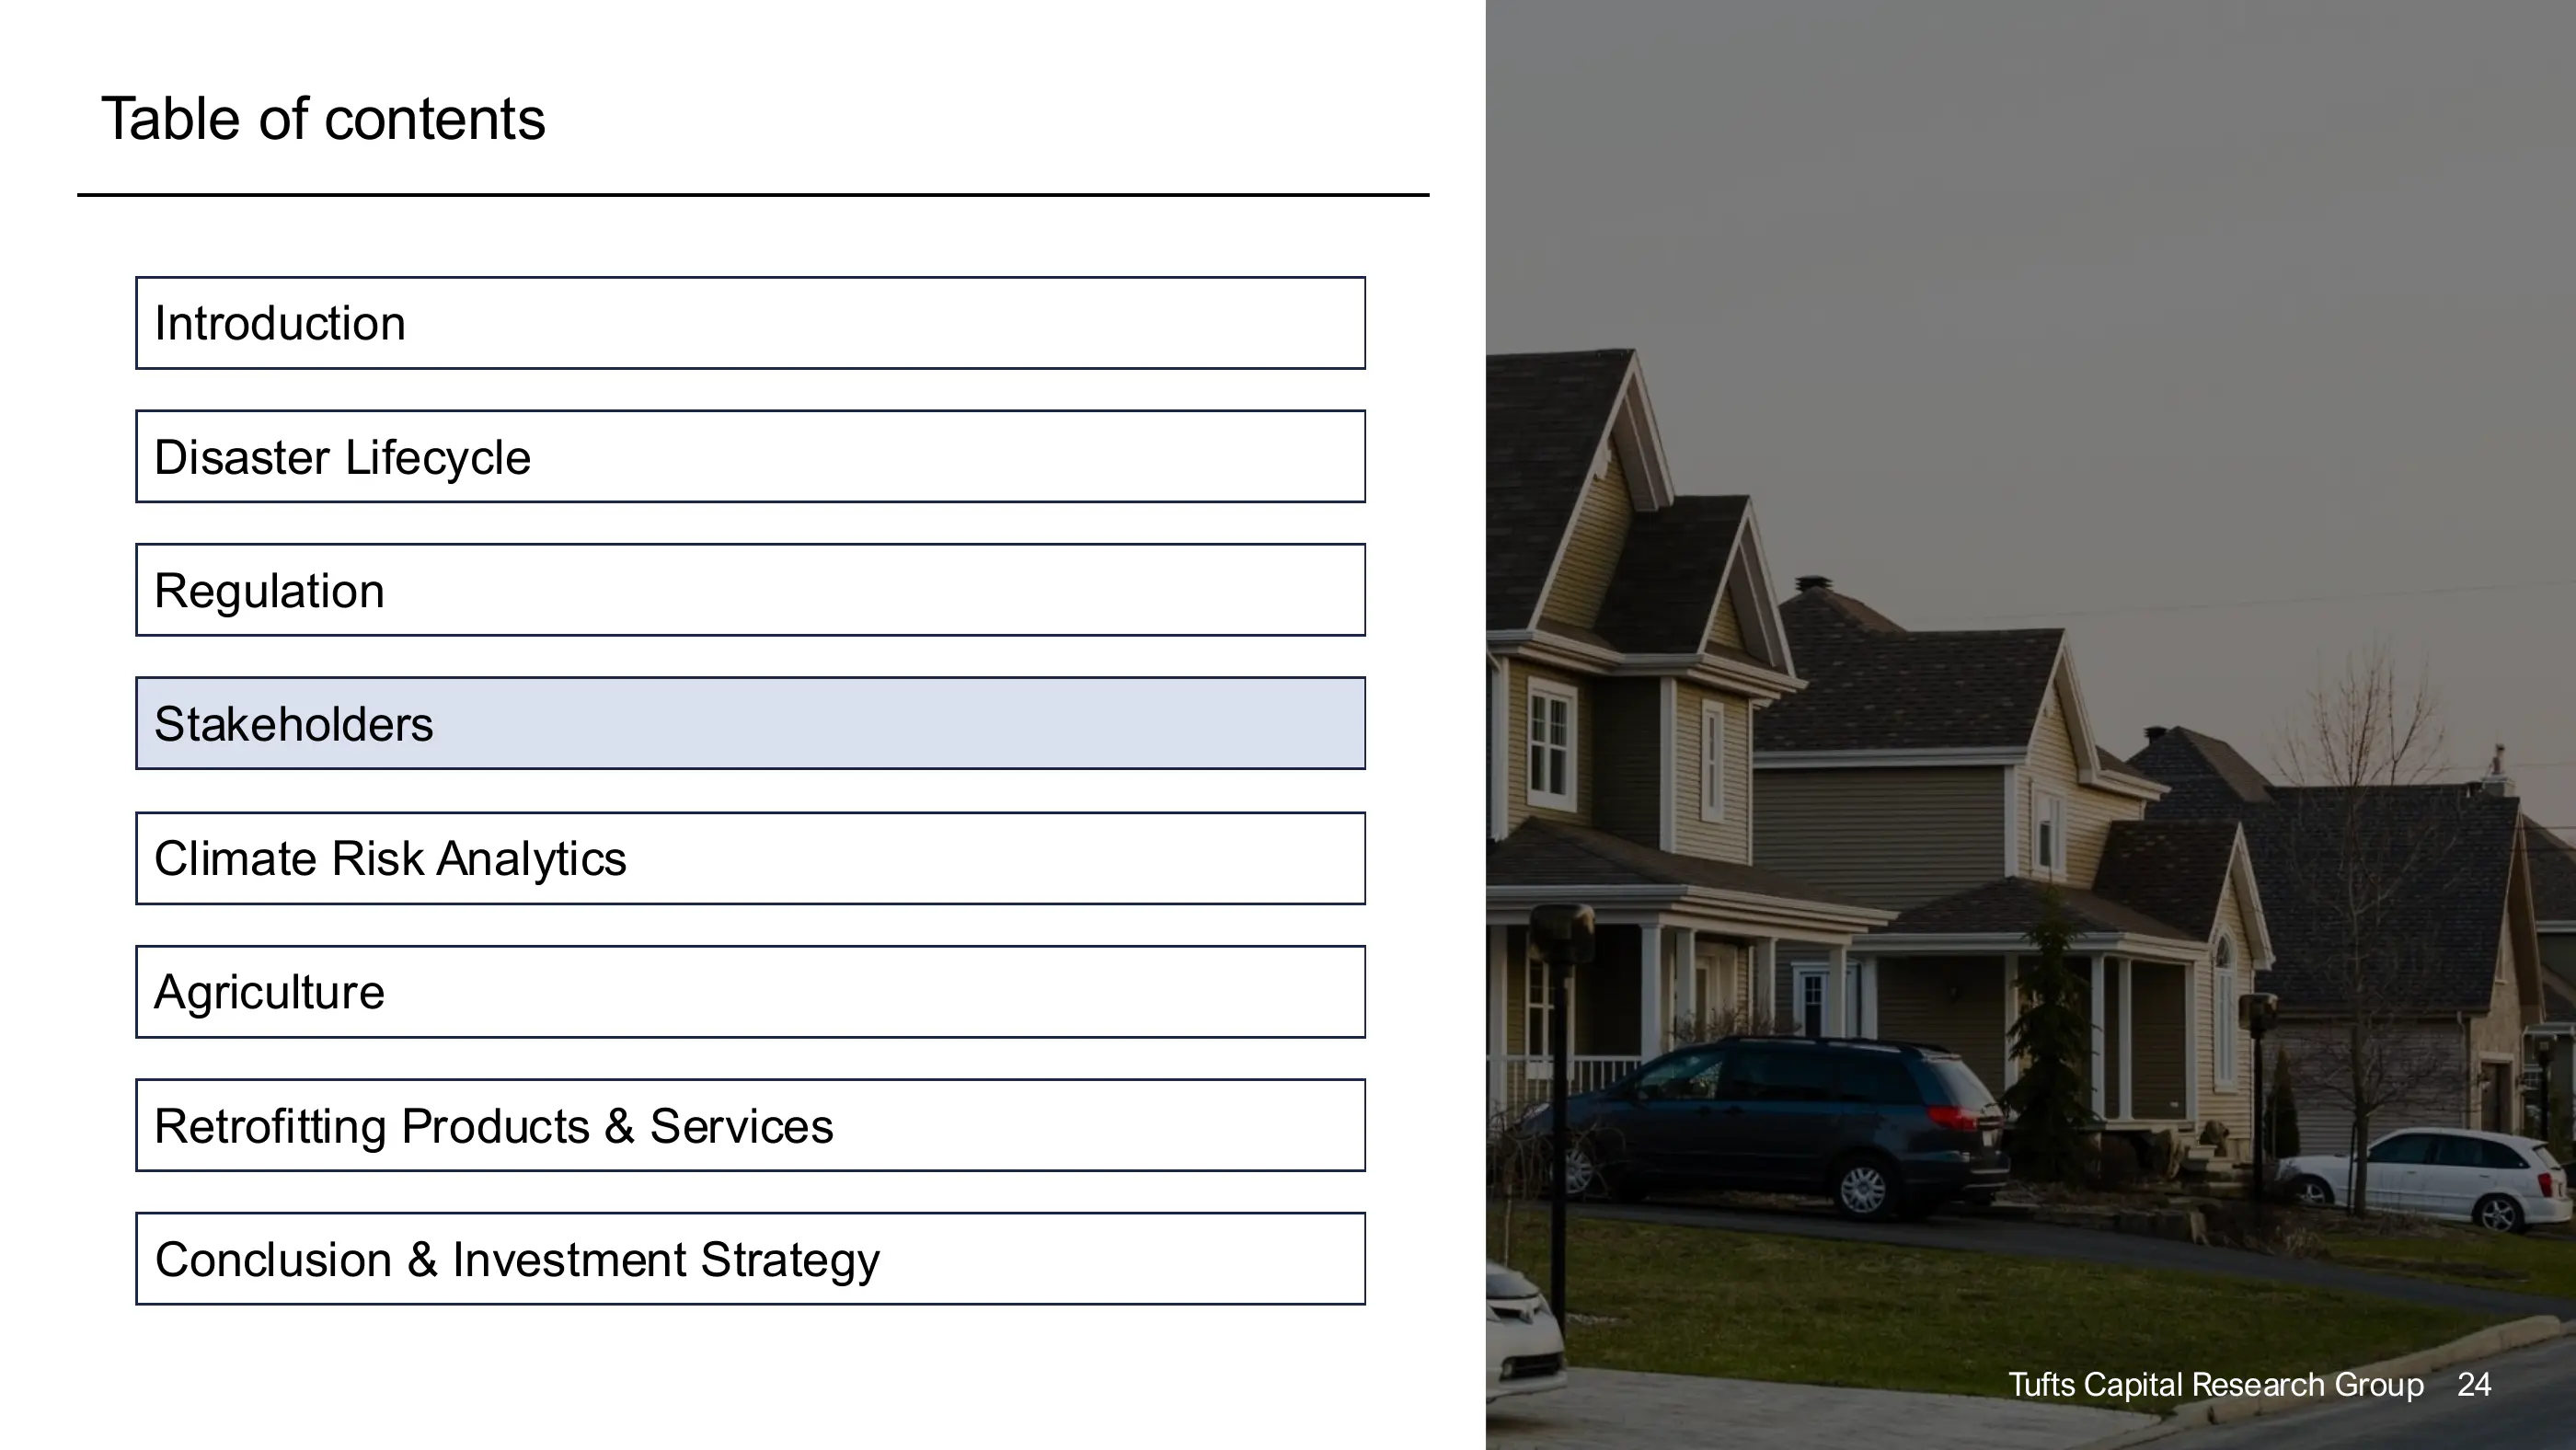 Table of contents
Introduction
Disaster Lifecycle
Regulation
Stakeholders
Climate Risk Analytics
Agriculture
Retrofitting Products & Services
Conclusion & Investment Strategy
Tufts Capital Research Group 24